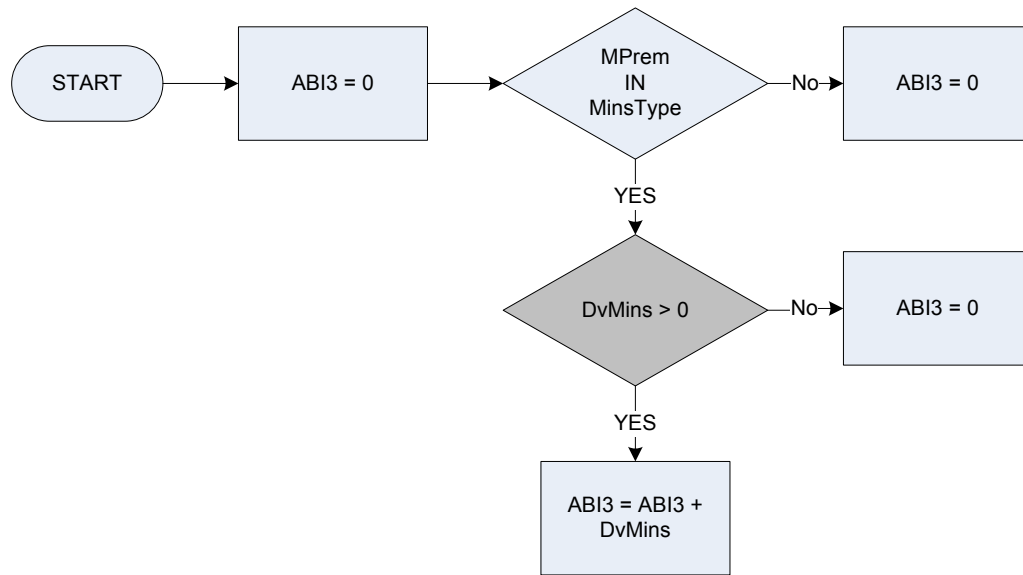 START
ABI3 = 0
MPrem
IN
MinsType
No
ABI3 = 0
YES
DvMins > 0
No
ABI3 = 0
YES
ABI3 = ABI3 +
DvMins